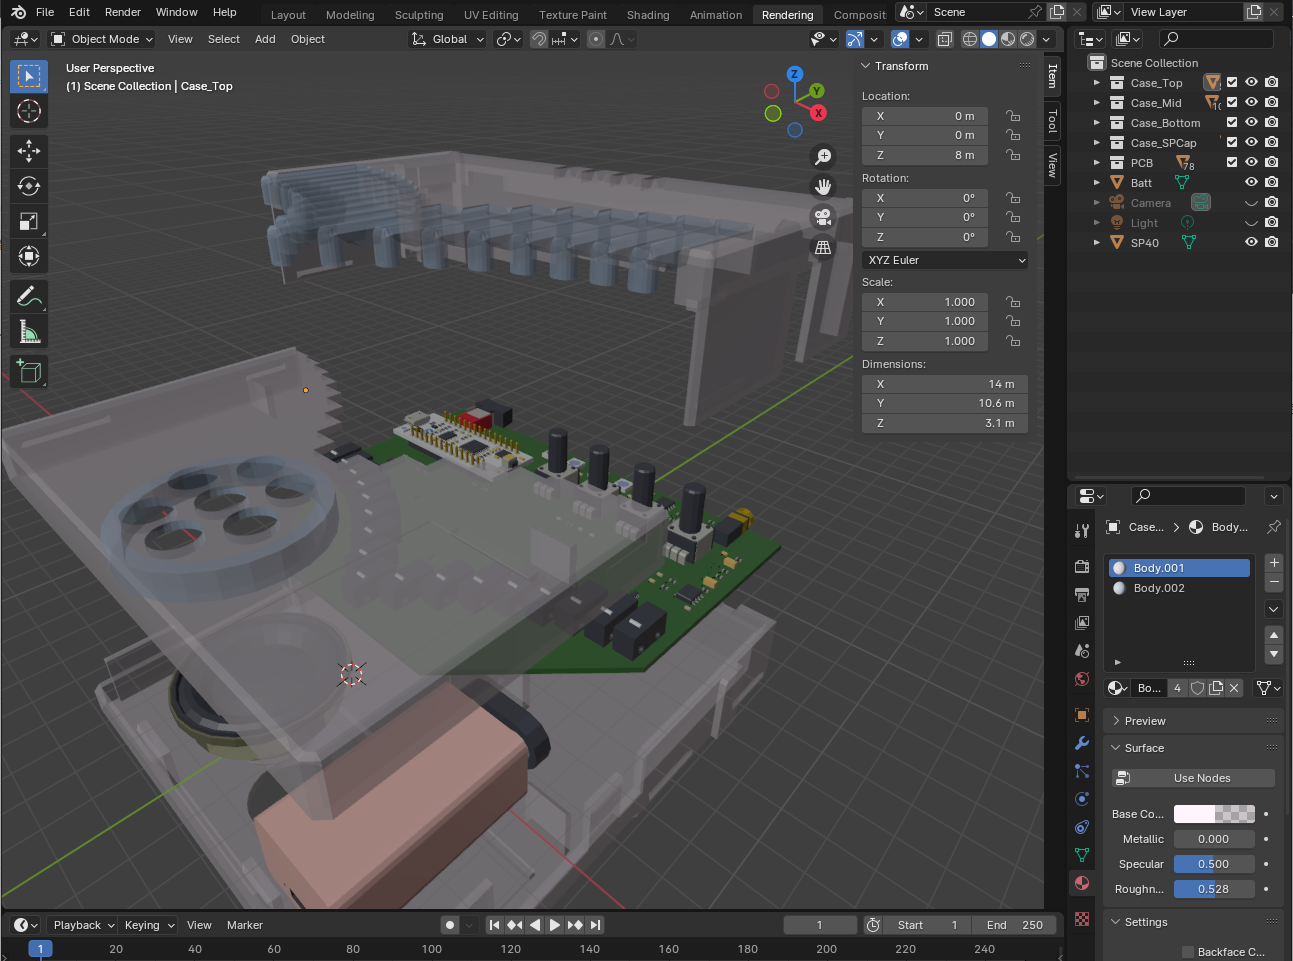 File Edit Render Window Help Layout Modeling Sculpting UV Editing Texture Paint Shading Animation Rendering Composit Scene View Layer
Object Mode View Select Add Object Global
User Perspective
(1) Scene Collection | Case_Top
Z
Y
X
Transform
Location:
X 0 m
Y 0 m
Z 8 m
Rotation:
X 0°
Y 0°
Z 0°
XYZ Euler
Scale:
X 1.000
Y 1.000
Z 1.000
Dimensions:
X 14 m
Y 10.6 m
Z 3.1 m
Item
Tool
View
Scene Collection
Case_Top
Case_Mid 10
Case_Bottom
Case_SPCap
PCB 78
Batt
Camera
Light
SP40
Case... Body...
Body.001
Body.002
Bo... 4
Preview
Surface
Use Nodes
Base Co...
Metallic 0.000
Specular 0.500
Roughn... 0.528
Settings
Backface C...
Playback Keying View Marker 1 Start 1 End 250
1 20 40 60 80 100 120 140 160 180 200 220 240